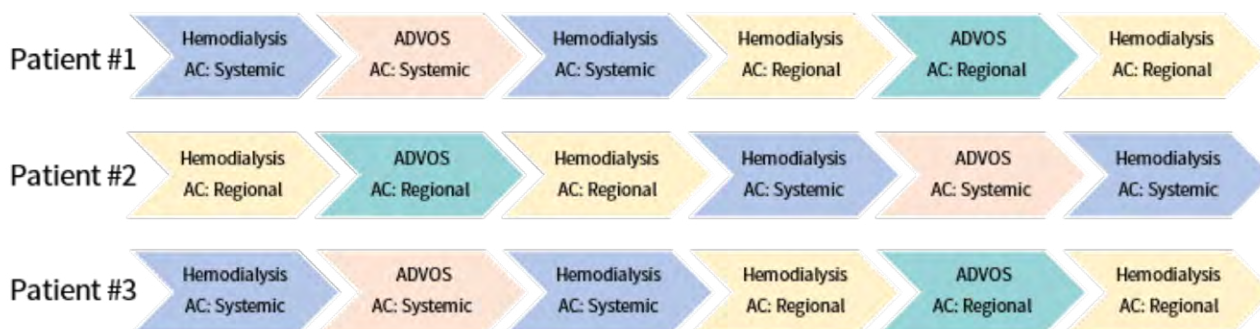 Patient #1
Hemodialysis
AC: Systemic
ADVOS
AC: Systemic
Hemodialysis
AC: Systemic
Hemodialysis
AC: Regional
ADVOS
AC: Regional
Hemodialysis
AC: Regional
Patient #2
Hemodialysis
AC: Regional
ADVOS
AC: Regional
Hemodialysis
AC: Regional
Hemodialysis
AC: Systemic
ADVOS
AC: Systemic
Hemodialysis
AC: Systemic
Patient #3
Hemodialysis
AC: Systemic
ADVOS
AC: Systemic
Hemodialysis
AC: Systemic
Hemodialysis
AC: Regional
ADVOS
AC: Regional
Hemodialysis
AC: Regional